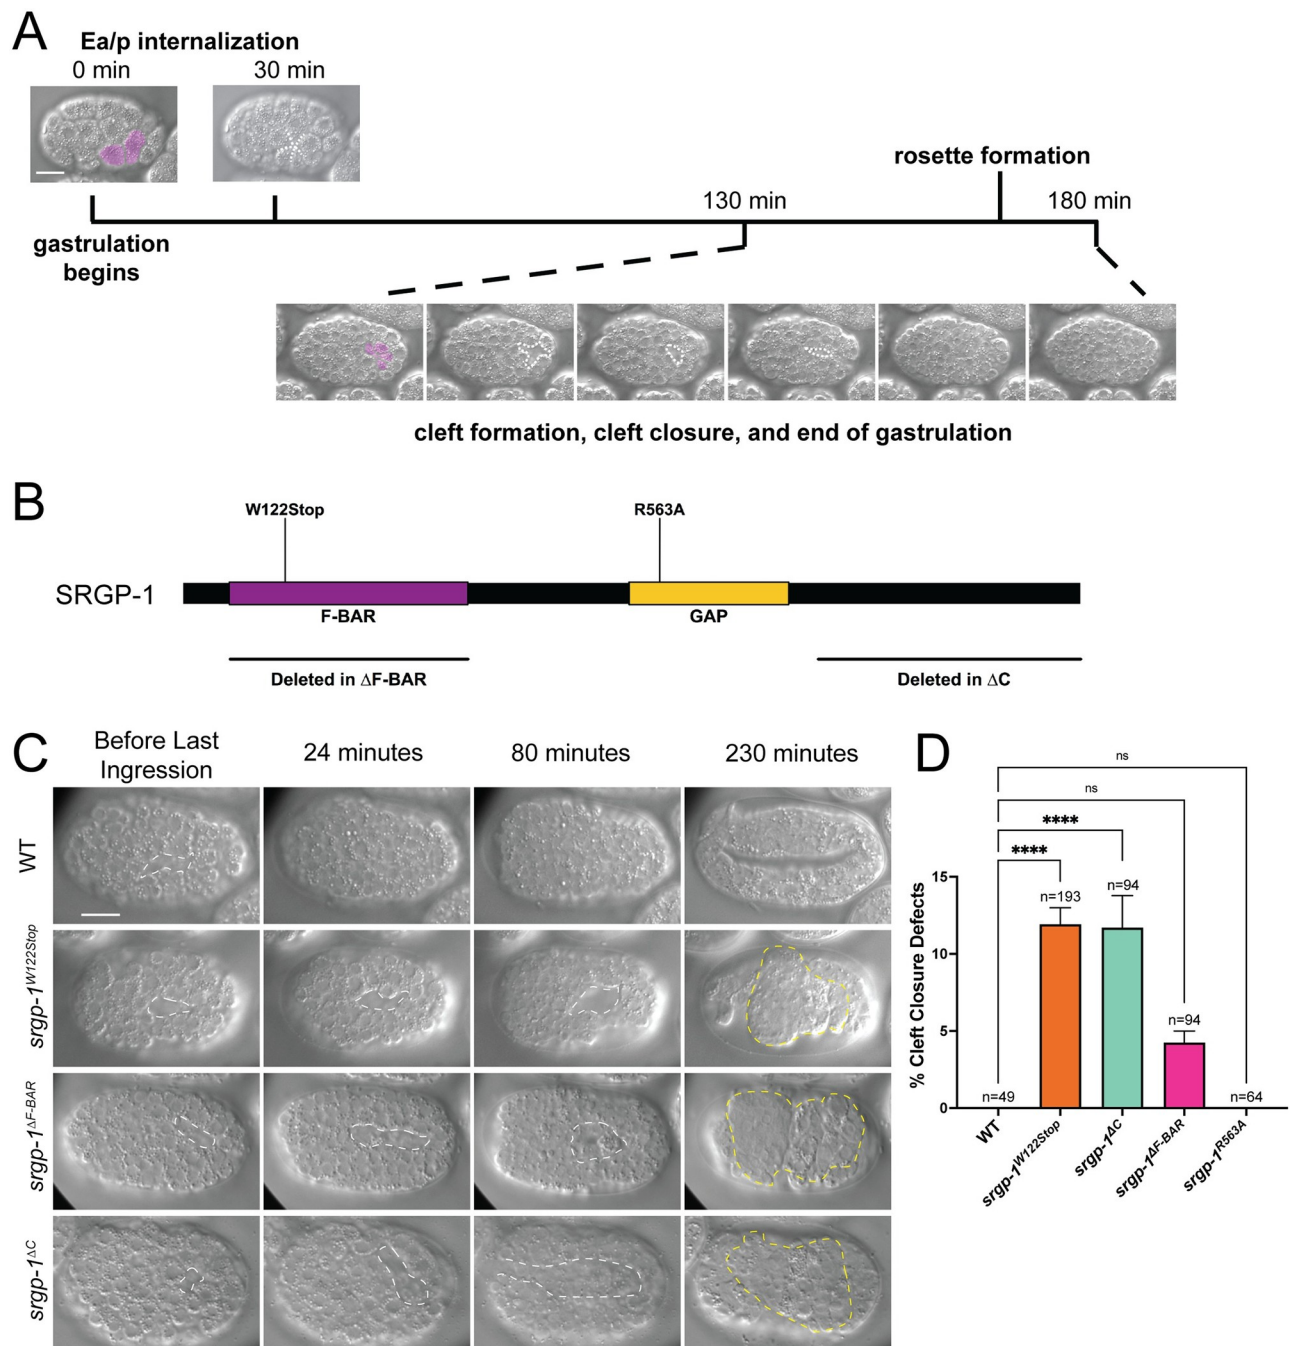 A
Ea/p internalization
0 min
30 min
rosette formation
130 min
180 min
gastrulation
begins
cleft formation, cleft closure, and end of gastrulation
B
W122Stop
R563A
SRGP-1
F-BAR
GAP
Deleted in ΔF-BAR
Deleted in ΔC
C
Before Last
Ingression
24 minutes
80 minutes
230 minutes
WT
srgp-1W122Stop
srgp-1ΔF-BAR
srgp-1ΔC
D
ns
ns
****
****
% Cleft Closure Defects
15
10
5
0
n=49
n=193
n=94
n=94
n=64
WT
srgp-1W122Stop
srgp-1ΔC
srgp-1ΔF-BAR
srgp-1R563A